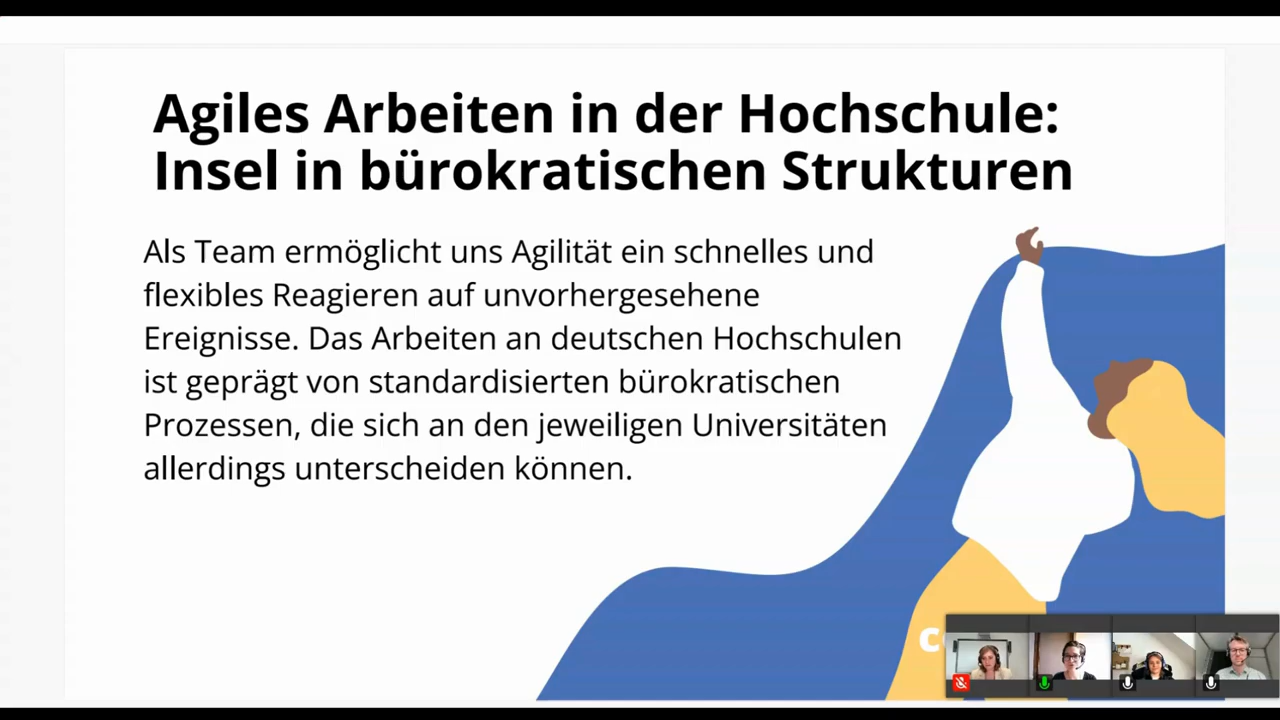 Agiles Arbeiten in der Hochschule:
Insel in bürokratischen Strukturen
Als Team ermöglicht uns Agilität ein schnelles und
flexibles Reagieren auf unvorhergesehene
Ereignisse. Das Arbeiten an deutschen Hochschulen
ist geprägt von standardisierten bürokratischen
Prozessen, die sich an den jeweiligen Universitäten
allerdings unterscheiden können.